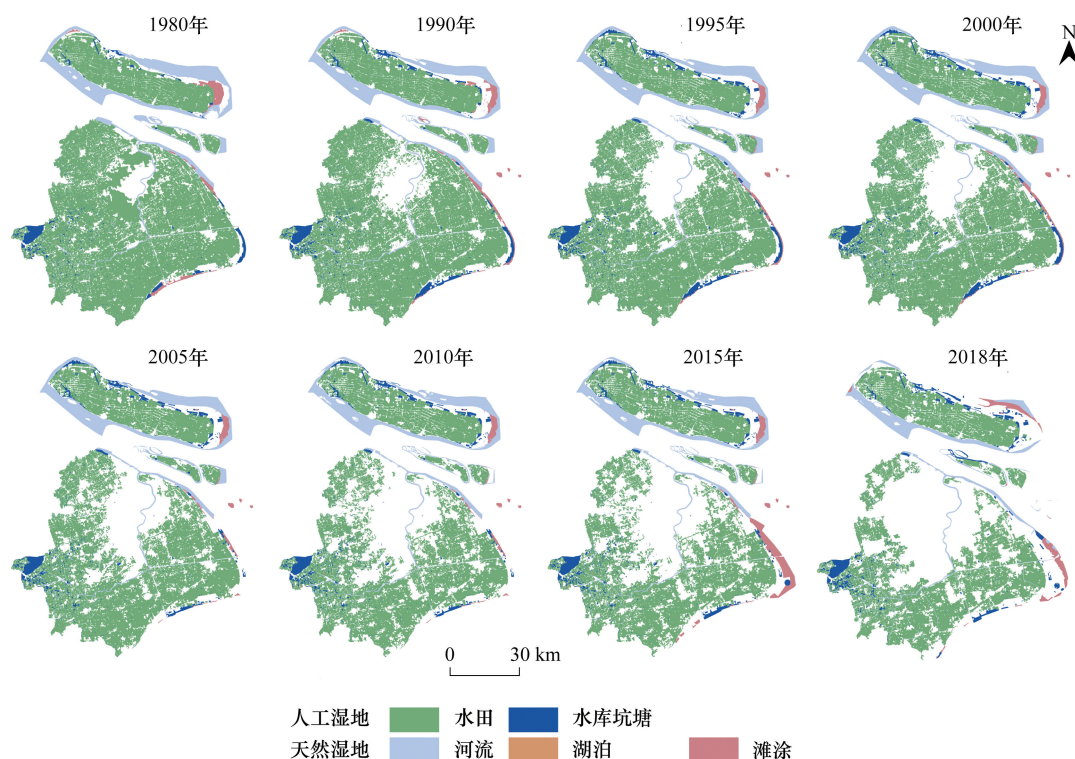 1980年
1990年
1995年
2000年
N
2005年
2010年
2015年
2018年
0 30 km
人工湿地 水田 水库坑塘
天然湿地 河流 湖泊 滩涂